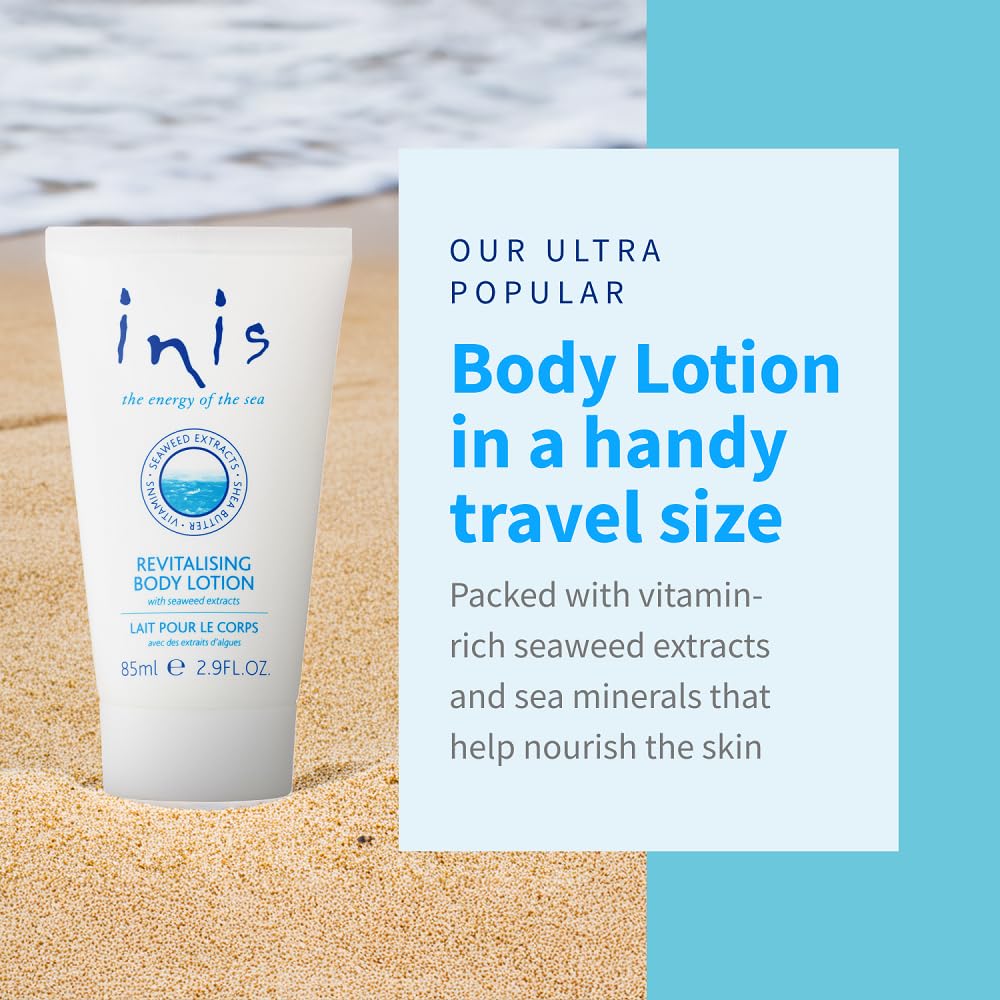 inis
the energy of the sea
· SEAWEED EXTRACTS · SHEA BUTTER · VITAMINS
REVITALISING
BODY LOTION
with seaweed extracts
LAIT POUR LE CORPS
avec des extraits d'algues
85ml e 2.9FL.OZ.
OUR ULTRA
POPULAR
Body Lotion
in a handy
travel size
Packed with vitamin-
rich seaweed extracts
and sea minerals that
help nourish the skin